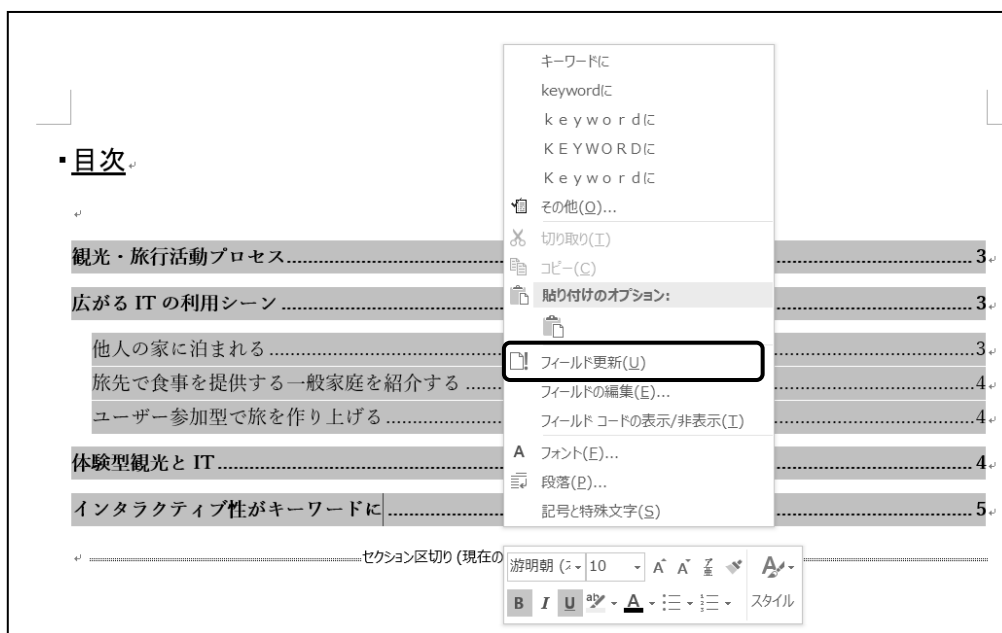 目次
観光・旅行活動プロセス 3
広がる IT の利用シーン 3
他人の家に泊まれる 3
旅先で食事を提供する一般家庭を紹介する 4
ユーザー参加型で旅を作り上げる 4
体験型観光と IT 4
インタラクティブ性がキーワードに 5
セクション区切り (現在の
キーワードに
keywordに
ｋｅｙｗｏｒｄに
ＫＥＹＷＯＲＤに
Ｋｅｙｗｏｒｄに
その他(O)...
切り取り(T)
コピー(C)
貼り付けのオプション:
フィールド更新(U)
フィールドの編集(E)...
フィールド コードの表示/非表示(T)
フォント(F)...
段落(P)...
記号と特殊文字(S)
游明朝 (ス 10 A A
B I U ab A スタイル